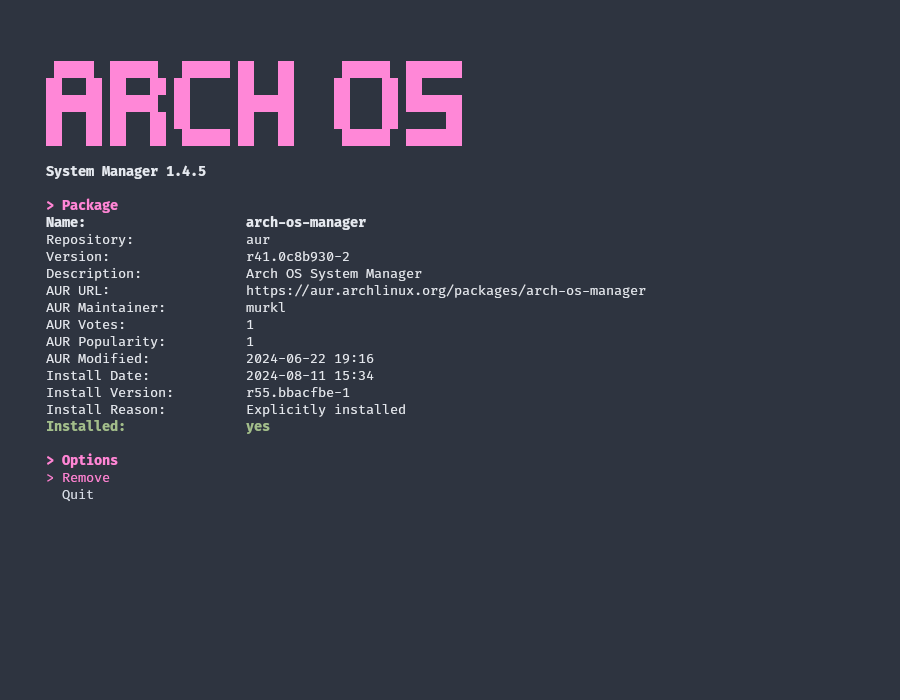 ARCH OS
System Manager 1.4.5
> Package
Name: arch-os-manager
Repository: aur
Version: r41.0c8b930-2
Description: Arch OS System Manager
AUR URL: https://aur.archlinux.org/packages/arch-os-manager
AUR Maintainer: murkl
AUR Votes: 1
AUR Popularity: 1
AUR Modified: 2024-06-22 19:16
Install Date: 2024-08-11 15:34
Install Version: r55.bbacfbe-1
Install Reason: Explicitly installed
Installed: yes
> Options
> Remove
Quit